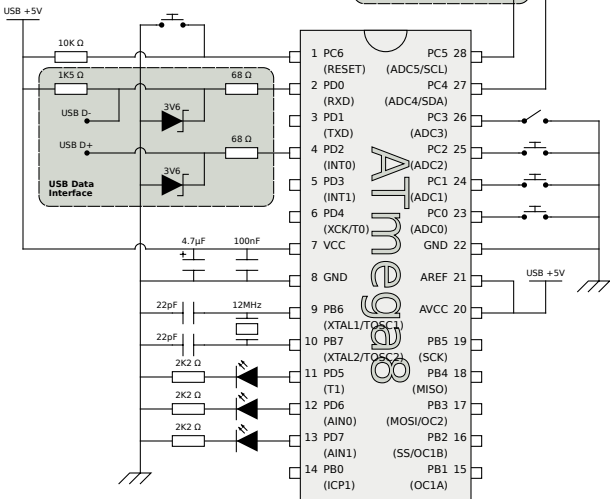 USB +5V
10K Ω
1K5 Ω
68 Ω
USB D-
3V6
68 Ω
USB D+
3V6
USB Data
Interface
4.7µF
100nF
+
22pF
12MHz
22pF
2K2 Ω
2K2 Ω
2K2 Ω
1 PC6
(RESET)
2 PD0
(RXD)
3 PD1
(TXD)
4 PD2
(INT0)
5 PD3
(INT1)
6 PD4
(XCK/T0)
7 VCC
8 GND
9 PB6
(XTAL1/TOSC1)
10 PB7
(XTAL2/TOSC2)
11 PD5
(T1)
12 PD6
(AIN0)
13 PD7
(AIN1)
14 PB0
(ICP1)
ATmega8
PC5 28
(ADC5/SCL)
PC4 27
(ADC4/SDA)
PC3 26
(ADC3)
PC2 25
(ADC2)
PC1 24
(ADC1)
PC0 23
(ADC0)
GND 22
AREF 21
AVCC 20
PB5 19
(SCK)
PB4 18
(MISO)
PB3 17
(MOSI/OC2)
PB2 16
(SS/OC1B)
PB1 15
(OC1A)
USB +5V